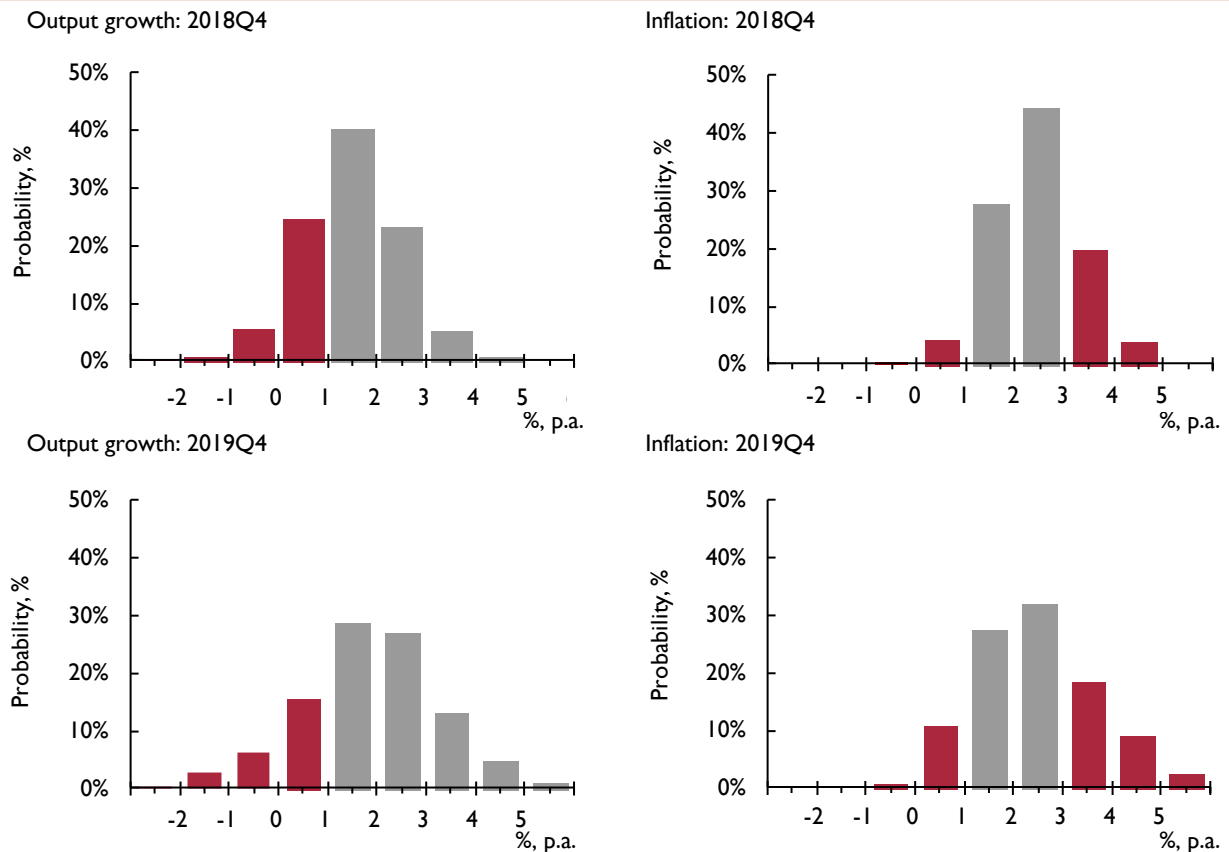 Output growth: 2018Q4
Probability, %
50%
40%
30%
20%
10%
0%
-2 -1 0 1 2 3 4 5
%, p.a.
Inflation: 2018Q4
Probability, %
50%
40%
30%
20%
10%
0%
-2 -1 0 1 2 3 4 5
%, p.a.
Output growth: 2019Q4
Probability, %
50%
40%
30%
20%
10%
0%
-2 -1 0 1 2 3 4 5
%, p.a.
Inflation: 2019Q4
Probability, %
50%
40%
30%
20%
10%
0%
-2 -1 0 1 2 3 4 5
%, p.a.